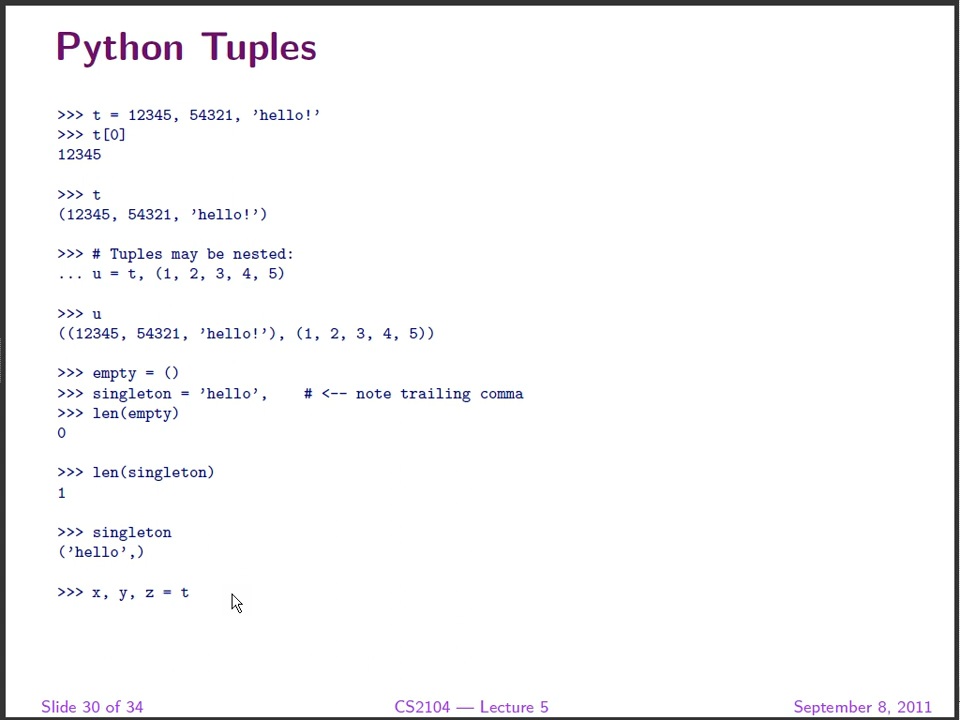 Python Tuples
>>> t = 12345, 54321, ’hello!’
>>> t[0]
12345
>>> t
(12345, 54321, ’hello!’)
>>> # Tuples may be nested:
... u = t, (1, 2, 3, 4, 5)
>>> u
((12345, 54321, ’hello!’), (1, 2, 3, 4, 5))
>>> empty = ()
>>> singleton = ’hello’,    # <-- note trailing comma
>>> len(empty)
0
>>> len(singleton)
1
>>> singleton
(’hello’,)
>>> x, y, z = t
Slide 30 of 34 CS2104 — Lecture 5 September 8, 2011